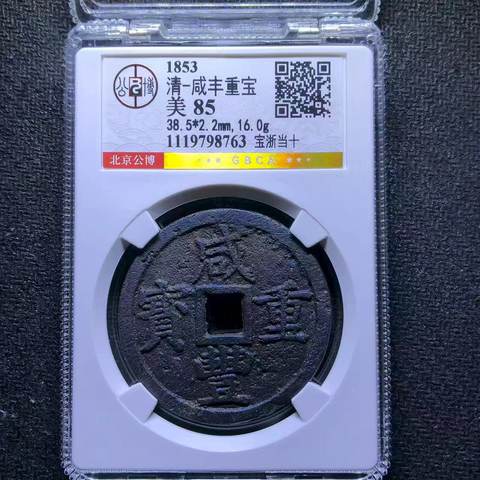 1853
清-咸丰重宝
美 85
38.5*2.2mm,16.0g
1119798763 宝浙当十
北京公博
GBCA
咸
豐
重
寶